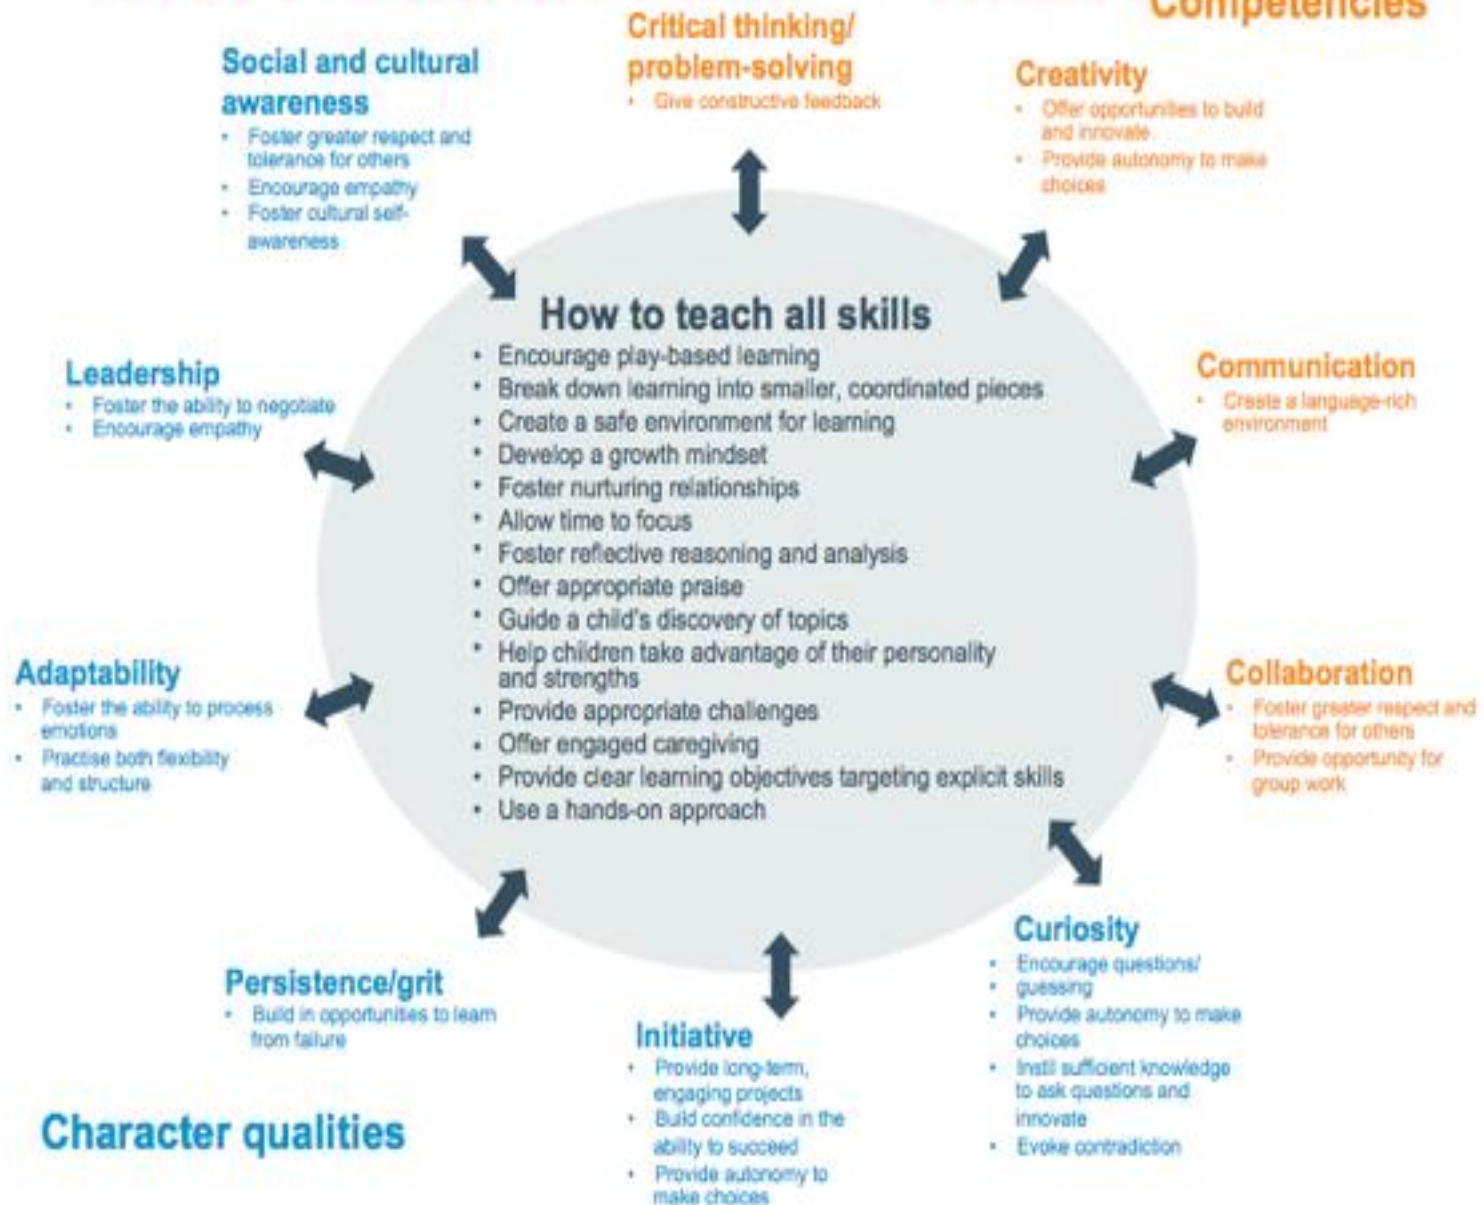 Competencies
Critical thinking/
problem-solving
• Give constructive feedback
Social and cultural
awareness
• Foster greater respect and
tolerance for others
• Encourage empathy
• Foster cultural self-
awareness
Creativity
• Offer opportunities to build
and innovate
• Provide autonomy to make
choices
How to teach all skills
• Encourage play-based learning
• Break down learning into smaller, coordinated pieces
• Create a safe environment for learning
• Develop a growth mindset
• Foster nurturing relationships
• Allow time to focus
• Foster reflective reasoning and analysis
• Offer appropriate praise
• Guide a child's discovery of topics
• Help children take advantage of their personality
and strengths
• Provide appropriate challenges
• Offer engaged caregiving
• Provide clear learning objectives targeting explicit skills
• Use a hands-on approach
Leadership
• Foster the ability to negotiate
• Encourage empathy
Communication
• Create a language-rich
environment
Adaptability
• Foster the ability to process
emotions
• Practise both flexibility
and structure
Collaboration
• Foster greater respect and
tolerance for others
• Provide opportunity for
group work
Persistence/grit
• Build in opportunities to learn
from failure
Initiative
• Provide long-term,
engaging projects
• Build confidence in the
ability to succeed
• Provide autonomy to
make choices
Curiosity
• Encourage questions/
• guessing
• Provide autonomy to make
choices
• Instil sufficient knowledge
to ask questions and
innovate
• Evoke contradiction
Character qualities